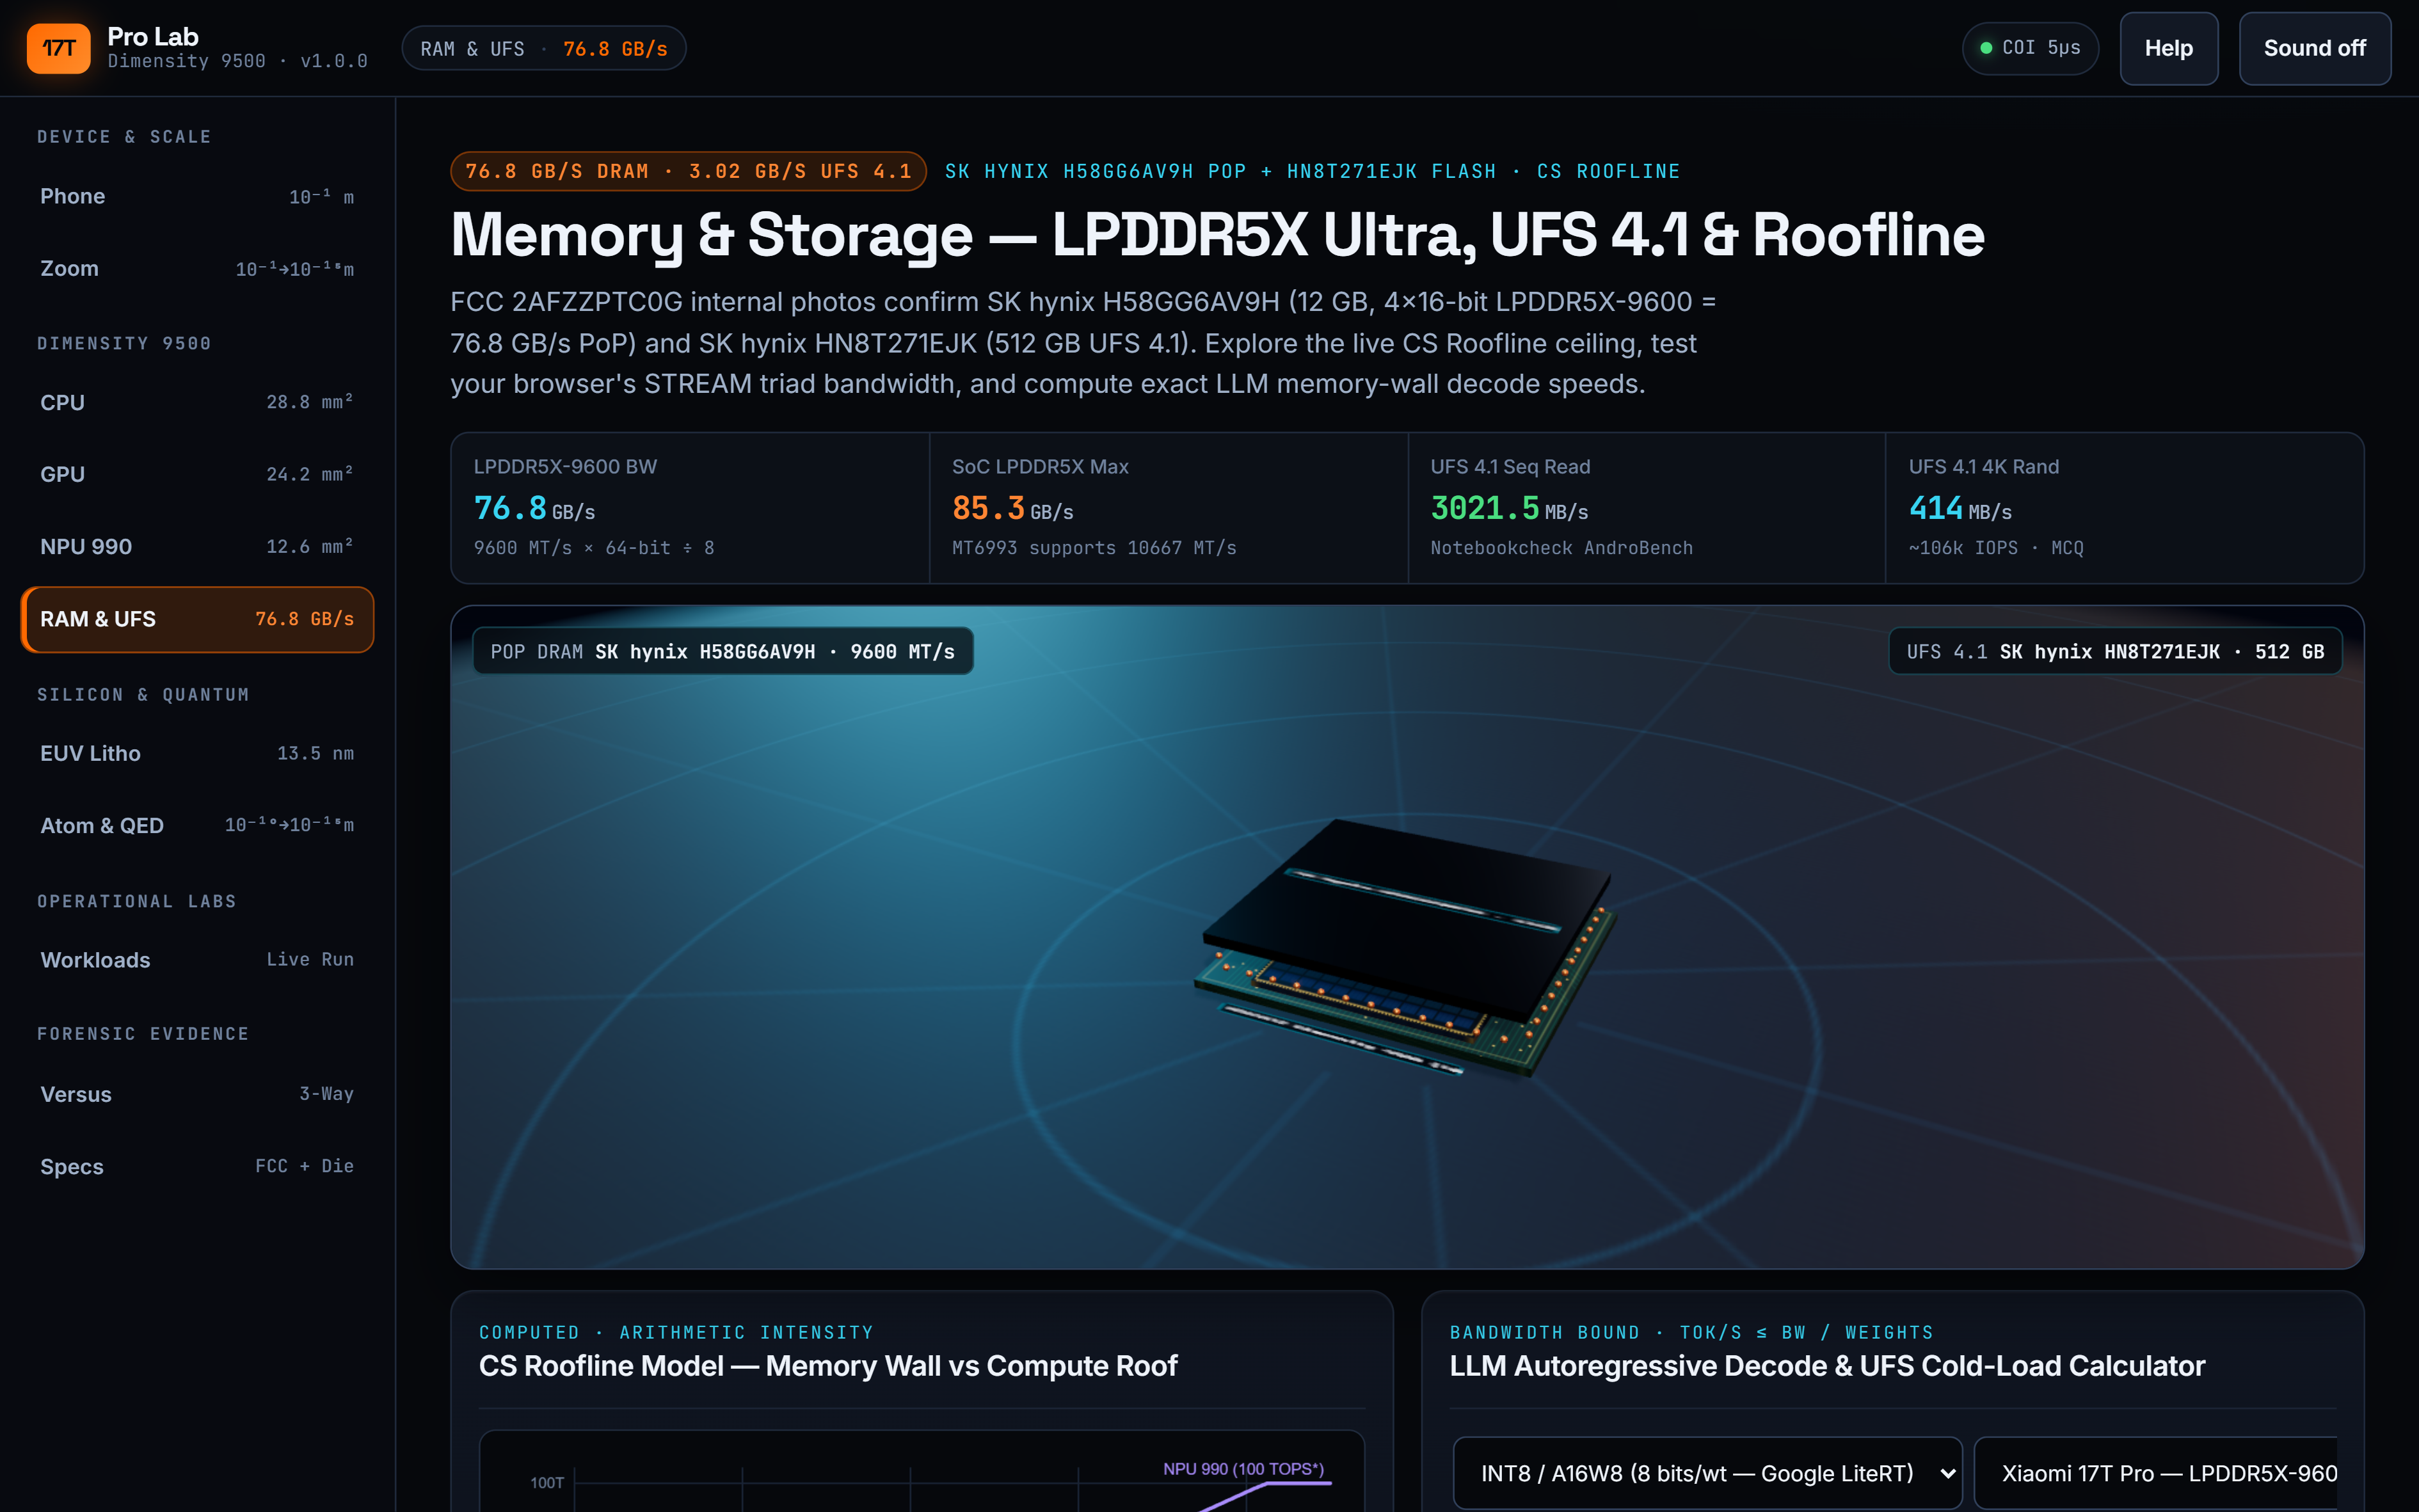 17T
Pro Lab
Dimensity 9500 · v1.0.0
RAM & UFS · 76.8 GB/s
COI 5µs
Help
Sound off
DEVICE & SCALE
Phone 10⁻¹ m
Zoom 10⁻¹→10⁻¹⁵m
DIMENSITY 9500
CPU 28.8 mm²
GPU 24.2 mm²
NPU 990 12.6 mm²
RAM & UFS 76.8 GB/s
SILICON & QUANTUM
EUV Litho 13.5 nm
Atom & QED 10⁻¹⁰→10⁻¹⁵m
OPERATIONAL LABS
Workloads Live Run
FORENSIC EVIDENCE
Versus 3-Way
Specs FCC + Die
76.8 GB/S DRAM · 3.02 GB/S UFS 4.1 SK HYNIX H58GG6AV9H POP + HN8T271EJK FLASH · CS ROOFLINE
Memory & Storage — LPDDR5X Ultra, UFS 4.1 & Roofline
FCC 2AFZZPTC0G internal photos confirm SK hynix H58GG6AV9H (12 GB, 4×16-bit LPDDR5X-9600 =
76.8 GB/s PoP) and SK hynix HN8T271EJK (512 GB UFS 4.1). Explore the live CS Roofline ceiling, test
your browser's STREAM triad bandwidth, and compute exact LLM memory-wall decode speeds.
LPDDR5X-9600 BW
76.8 GB/s
9600 MT/s × 64-bit ÷ 8
SoC LPDDR5X Max
85.3 GB/s
MT6993 supports 10667 MT/s
UFS 4.1 Seq Read
3021.5 MB/s
Notebookcheck AndroBench
UFS 4.1 4K Rand
414 MB/s
~106k IOPS · MCQ
POP DRAM SK hynix H58GG6AV9H · 9600 MT/s
UFS 4.1 SK hynix HN8T271EJK · 512 GB
COMPUTED · ARITHMETIC INTENSITY
CS Roofline Model — Memory Wall vs Compute Roof
NPU 990 (100 TOPS*)
100T
BANDWIDTH BOUND · TOK/S ≤ BW / WEIGHTS
LLM Autoregressive Decode & UFS Cold-Load Calculator
INT8 / A16W8 (8 bits/wt — Google LiteRT)
Xiaomi 17T Pro — LPDDR5X-960